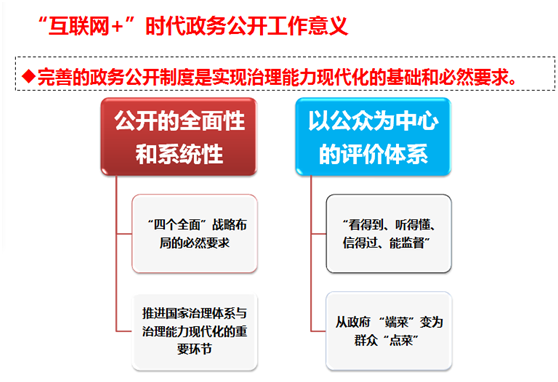 “互联网+”时代政务公开工作意义
◆完善的政务公开制度是实现治理能力现代化的基础和必然要求。
公开的全面性
和系统性
“四个全面”战略布
局的必然要求
推进国家治理体系与
治理能力现代化的重
要环节
以公众为中心
的评价体系
“看得到、听得懂、
信得过、能监督”
从政府“端菜”变为
群众“点菜”